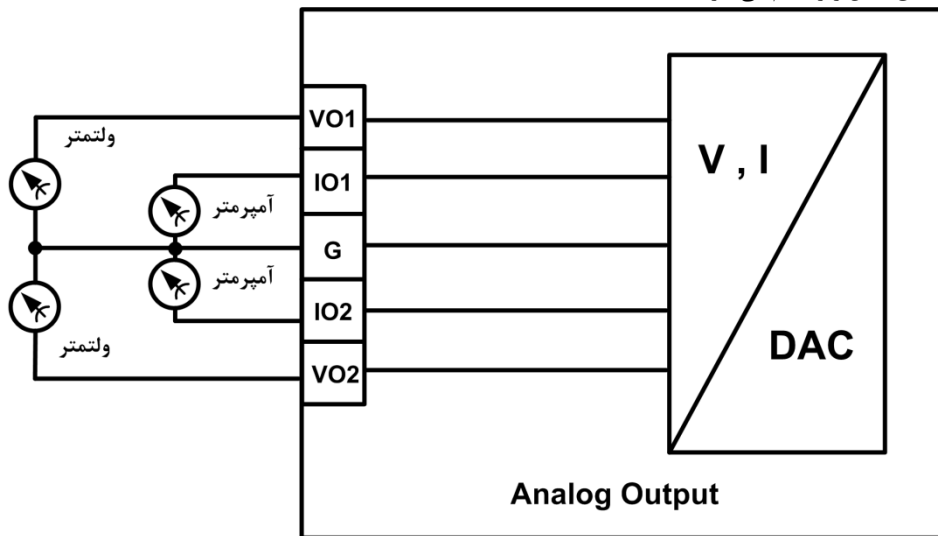 VO1
ولتمتر
IO1
آمپرمتر
V , I
G
آمپرمتر
IO2
ولتمتر
DAC
VO2
Analog Output